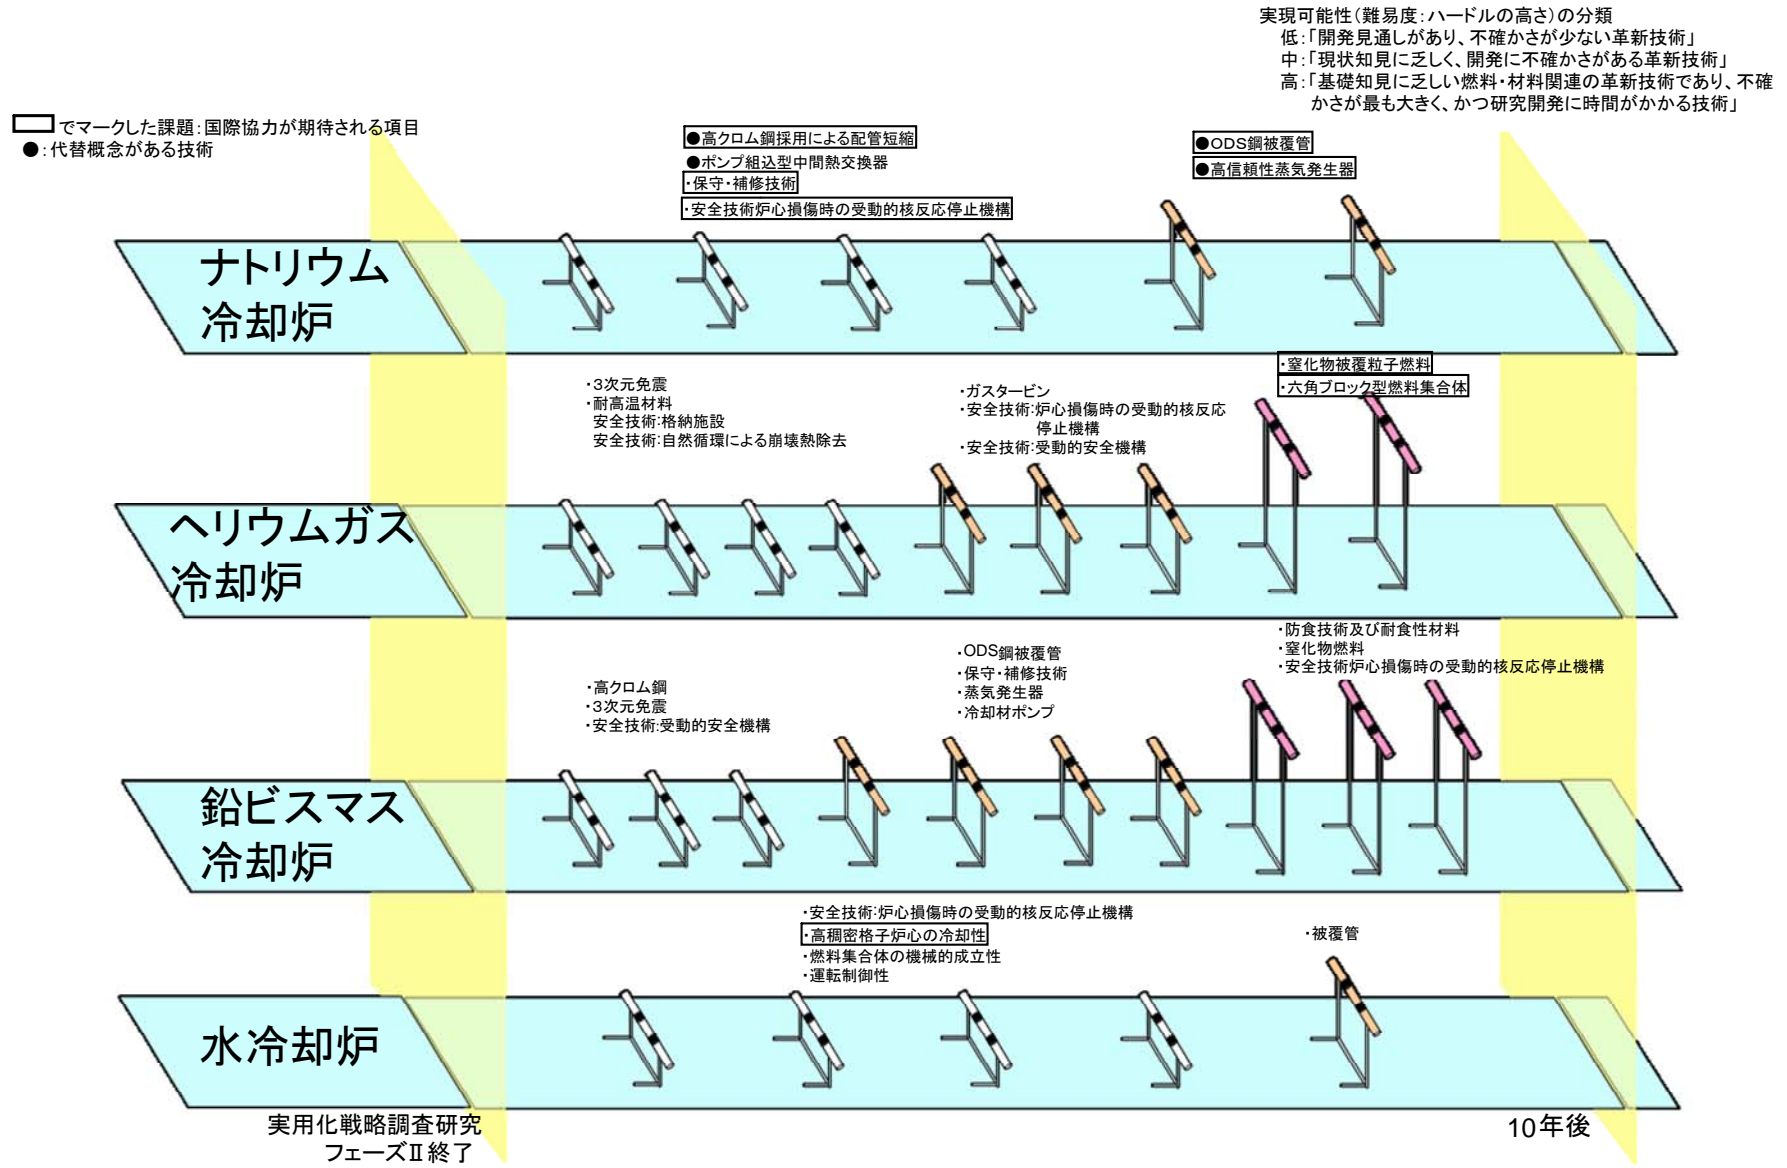 実現可能性(難易度:ハードルの高さ)の分類
低:「開発見通しがあり、不確かさが少ない革新技術」
中:「現状知見に乏しく、開発に不確かさがある革新技術」
高:「基礎知見に乏しい燃料・材料関連の革新技術であり、不確
かさが最も大きく、かつ研究開発に時間がかかる技術」
でマークした課題:国際協力が期待される項目
●:代替概念がある技術
●高クロム鋼採用による配管短縮
●ポンプ組込型中間熱交換器
・保守・補修技術
・安全技術炉心損傷時の受動的核反応停止機構
●ODS鋼被覆管
●高信頼性蒸気発生器
ナトリウム
冷却炉
・3次元免震
・耐高温材料
安全技術:格納施設
安全技術:自然循環による崩壊熱除去
・ガスタービン
・安全技術:炉心損傷時の受動的核反応
停止機構
・安全技術:受動的安全機構
・窒化物被覆粒子燃料
・六角ブロック型燃料集合体
ヘリウムガス
冷却炉
・高クロム鋼
・3次元免震
・安全技術:受動的安全機構
・ODS鋼被覆管
・保守・補修技術
・蒸気発生器
・冷却材ポンプ
・防食技術及び耐食性材料
・窒化物燃料
・安全技術炉心損傷時の受動的核反応停止機構
鉛ビスマス
冷却炉
・安全技術:炉心損傷時の受動的核反応停止機構
・高稠密格子炉心の冷却性
・燃料集合体の機械的成立性
・運転制御性
・被覆管
水冷却炉
実用化戦略調査研究
フェーズⅡ終了
10年後